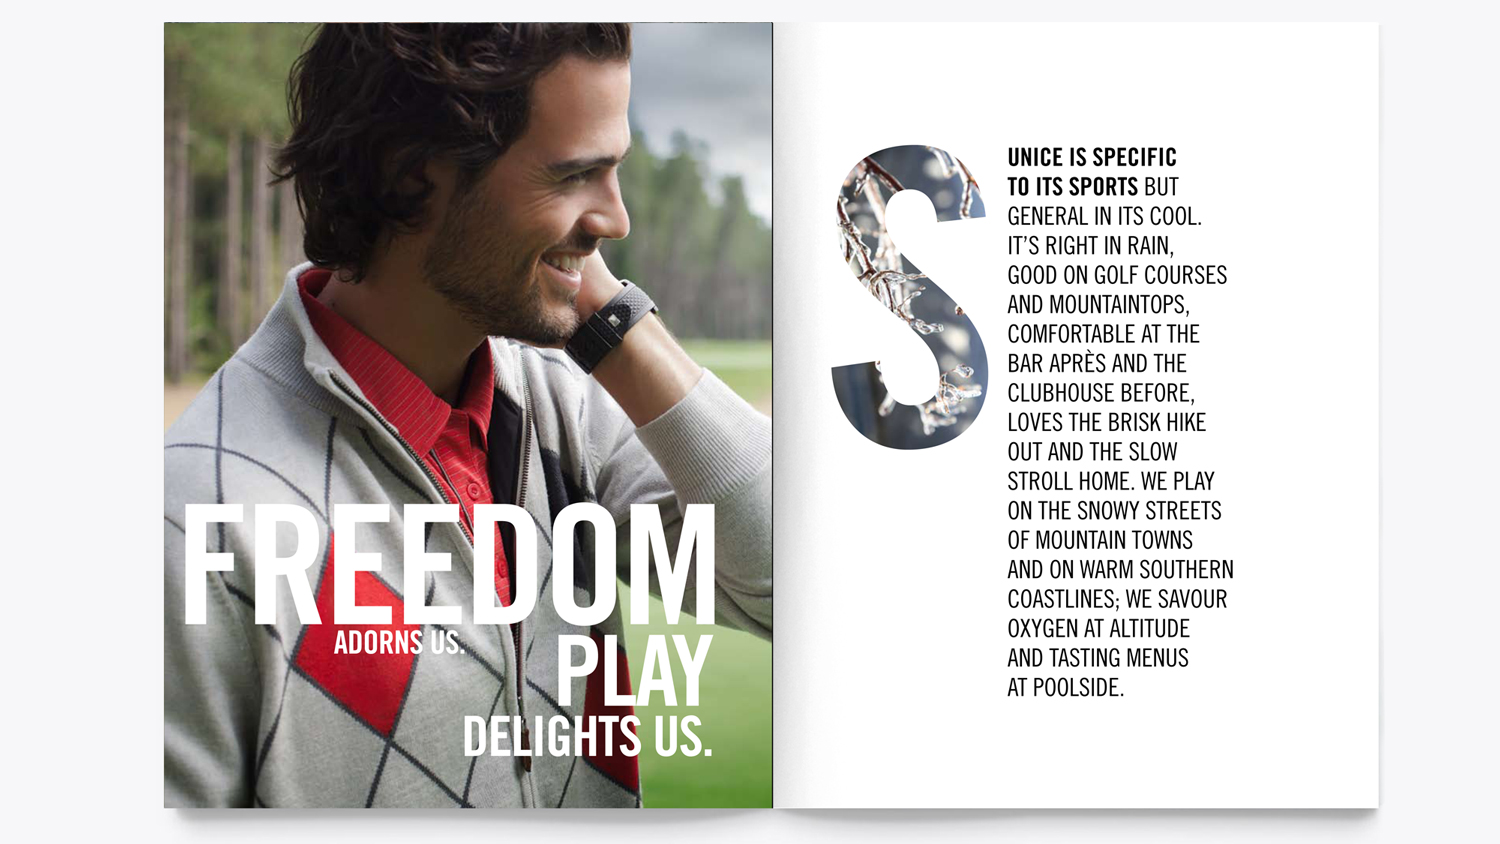 FREEDOM
ADORNS US.
PLAY
DELIGHTS US.
SUNICE IS SPECIFIC
TO ITS SPORTS BUT
GENERAL IN ITS COOL.
IT’S RIGHT IN RAIN,
GOOD ON GOLF COURSES
AND MOUNTAINTOPS,
COMFORTABLE AT THE
BAR APRÈS AND THE
CLUBHOUSE BEFORE,
LOVES THE BRISK HIKE
OUT AND THE SLOW
STROLL HOME. WE PLAY
ON THE SNOWY STREETS
OF MOUNTAIN TOWNS
AND ON WARM SOUTHERN
COASTLINES; WE SAVOUR
OXYGEN AT ALTITUDE
AND TASTING MENUS
AT POOLSIDE.